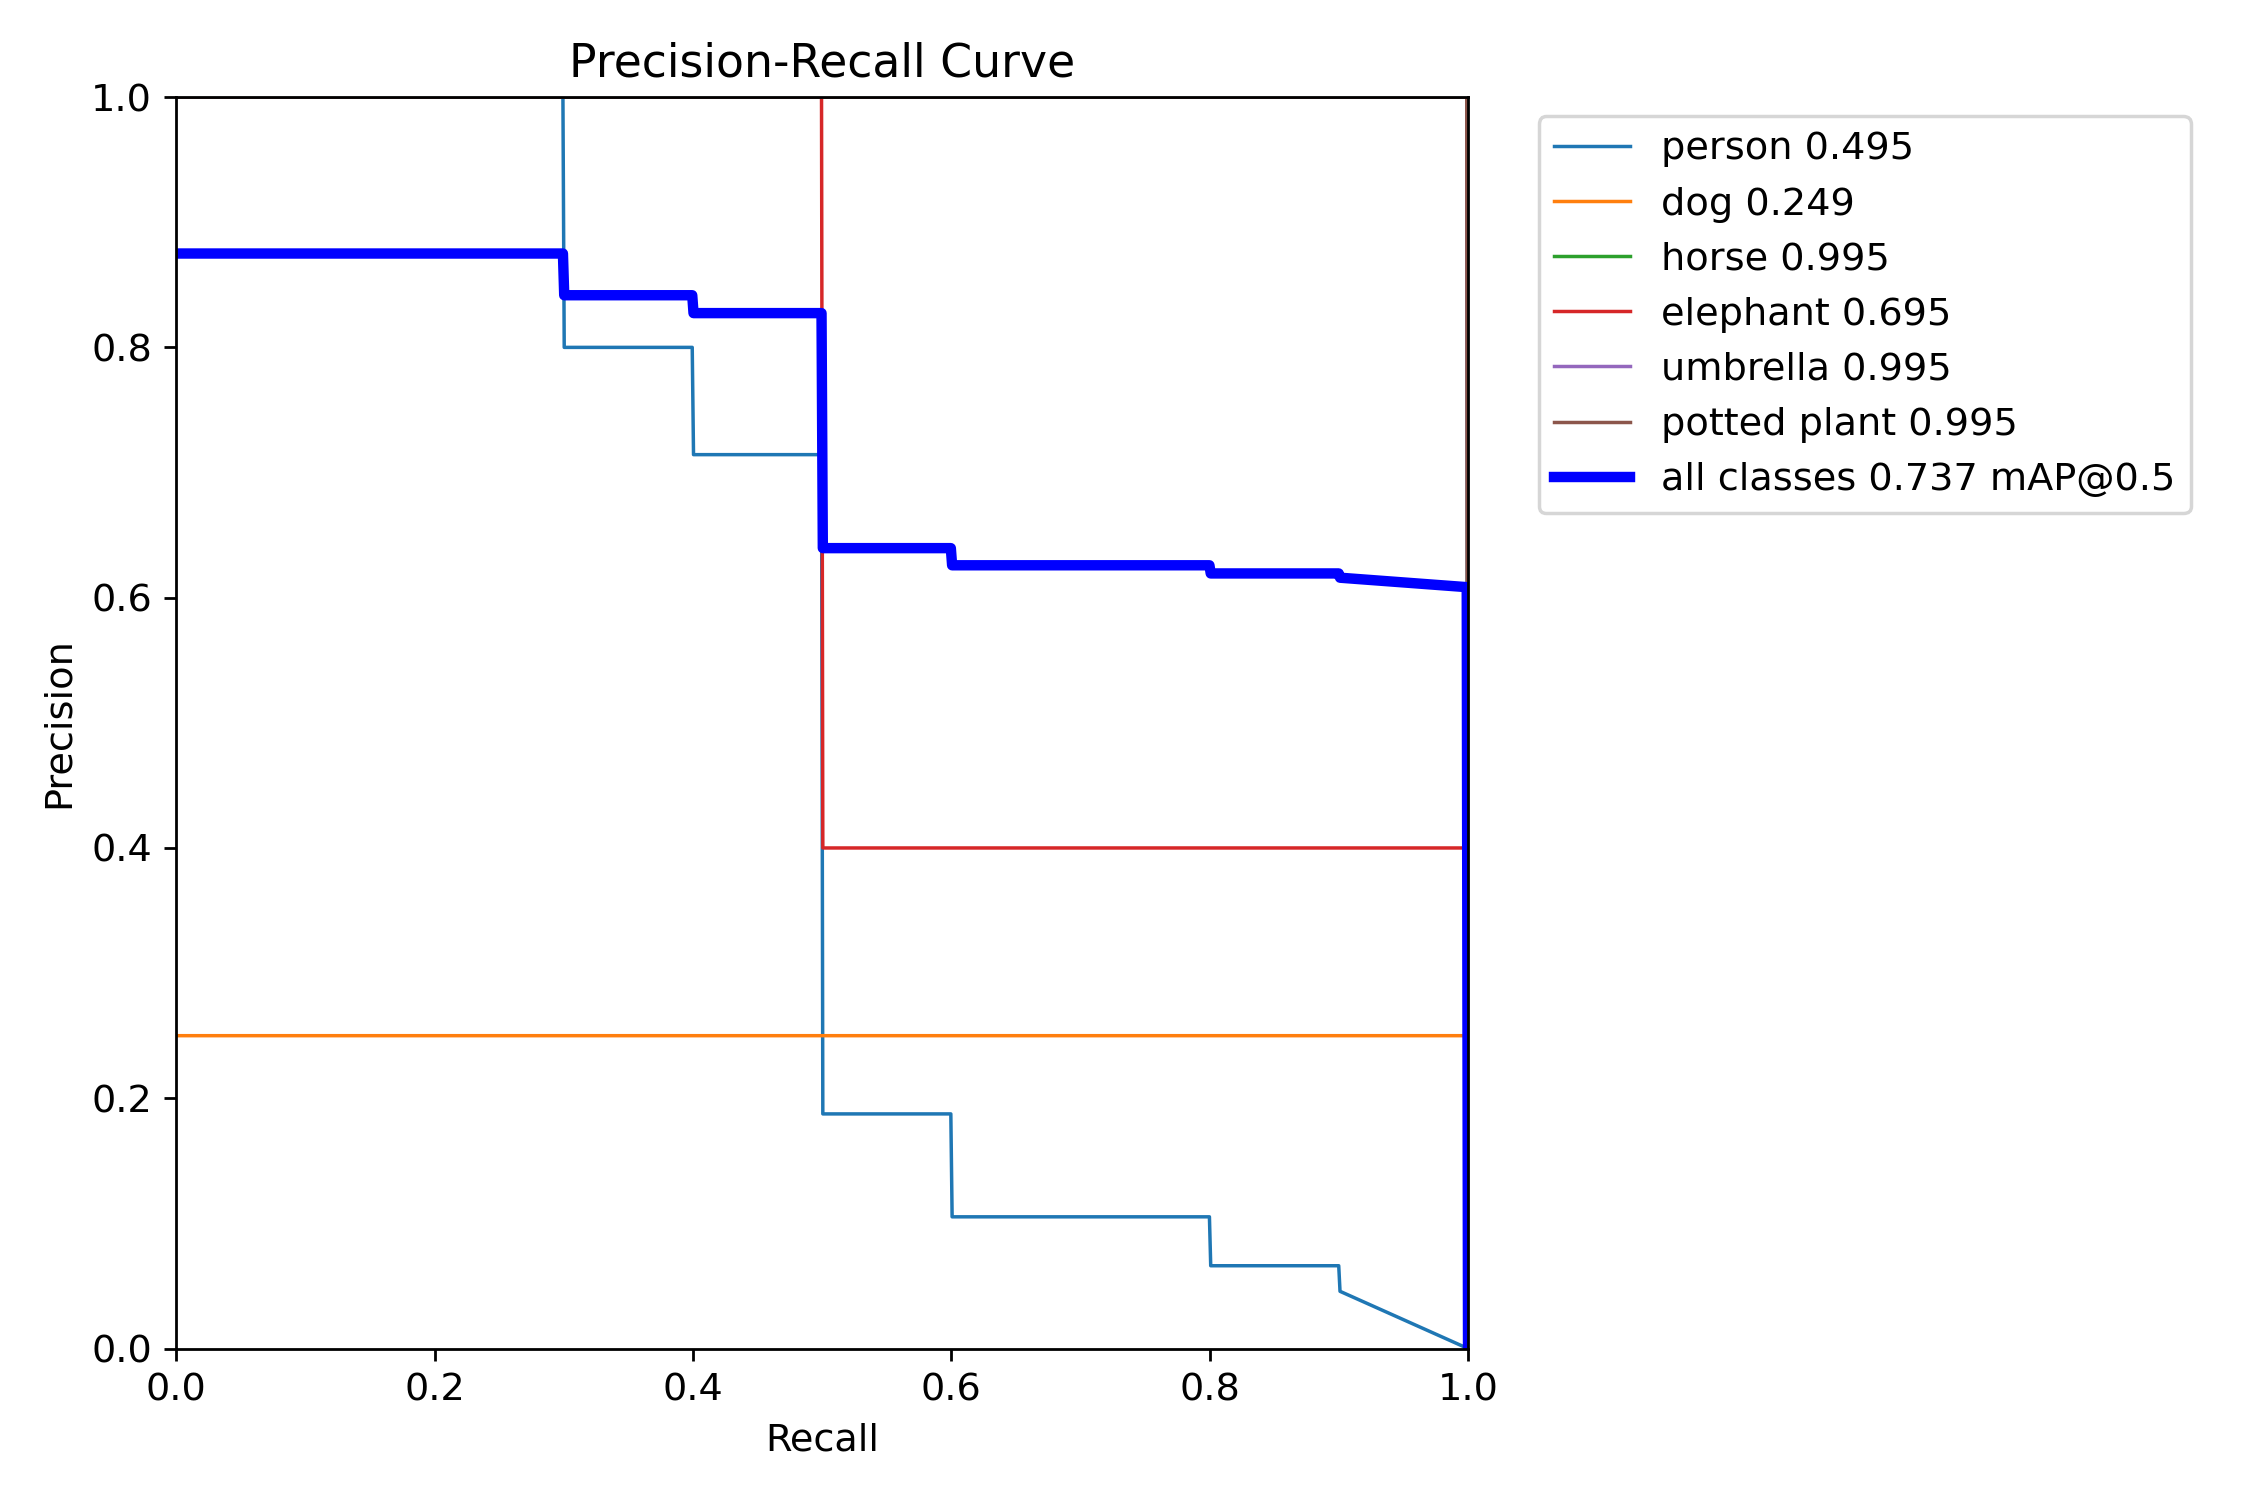 Precision-Recall Curve
1.0
0.8
0.6
0.4
0.2
0.0
Precision
0.0 0.2 0.4 0.6 0.8 1.0
Recall
person 0.495
dog 0.249
horse 0.995
elephant 0.695
umbrella 0.995
potted plant 0.995
all classes 0.737 mAP@0.5